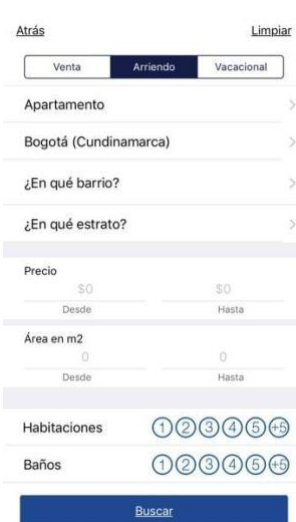 Atrás Limpiar
Venta Arriendo Vacacional
Apartamento
Bogotá (Cundinamarca)
¿En qué barrio?
¿En qué estrato?
Precio
$0 $0
Desde Hasta
Área en m2
0 0
Desde Hasta
Habitaciones 1 2 3 4 5 +5
Baños 1 2 3 4 5 +5
Buscar